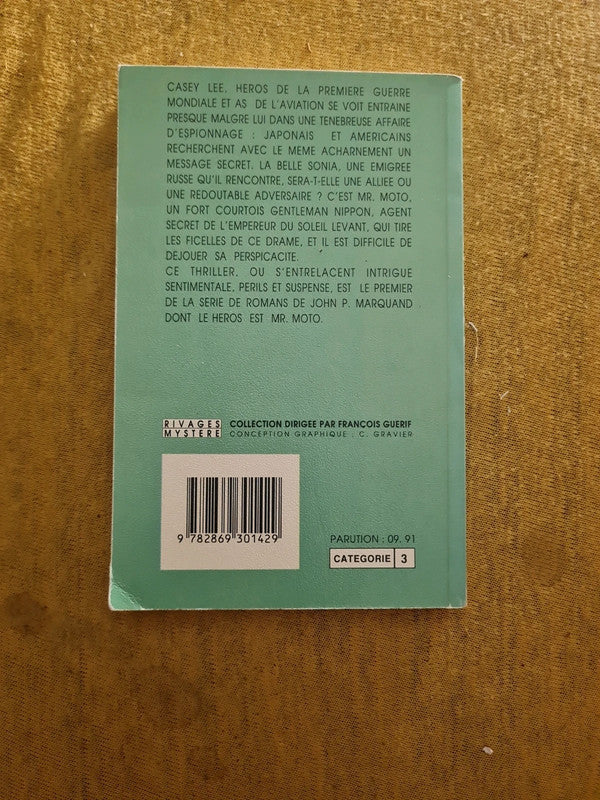 CASEY LEE, HEROS DE LA PREMIERE GUERRE
MONDIALE ET AS DE L'AVIATION SE VOIT ENTRAINE
PRESQUE MALGRE LUI DANS UNE TENEBREUSE AFFAIRE
D'ESPIONNAGE : JAPONAIS ET AMERICAINS
RECHERCHENT AVEC LE MEME ACHARNEMENT UN
MESSAGE SECRET. LA BELLE SONIA, UNE EMIGREE
RUSSE QU'IL RENCONTRE, SERA-T-ELLE UNE ALLIEE OU
UNE REDOUTABLE ADVERSAIRE ? C'EST MR. MOTO,
UN FORT COURTOIS GENTLEMAN NIPPON, AGENT
SECRET DE L'EMPEREUR DU SOLEIL LEVANT, QUI TIRE
LES FICELLES DE CE DRAME, ET IL EST DIFFICILE DE
DEJOUER SA PERSPICACITE.
CE THRILLER, OU S'ENTRELACENT INTRIGUE
SENTIMENTALE, PERILS ET SUSPENSE, EST LE PREMIER
DE LA SERIE DE ROMANS DE JOHN P. MARQUAND
DONT LE HEROS EST MR. MOTO.
RIVAGES
MYSTERE
COLLECTION DIRIGEE PAR FRANÇOIS GUERIF
CONCEPTION GRAPHIQUE : C. GRAVIER
9 782869 301429
PARUTION : 09. 91
CATEGORIE 3